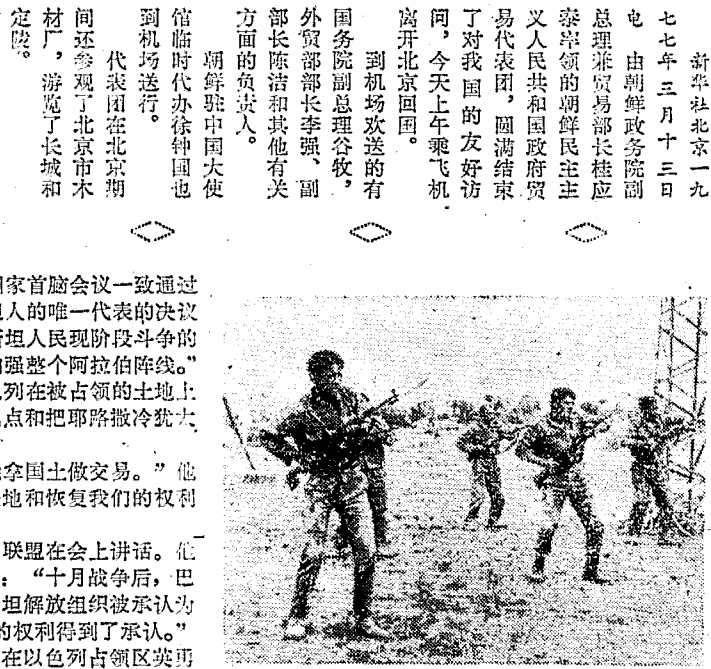 新华社北京一九
七七年三月十三日
电 由朝鲜政务院副
总理兼贸易部长桂应
泰率领的朝鲜民主主
义人民共和国政府贸
易代表团，圆满结束
了对我国的友好访
问，今天上午乘飞机
离开北京回国。
到机场欢送的有
国务院副总理谷牧，
外贸部部长李强、副
部长陈洁和其他有关
方面的负责人。
朝鲜驻中国大使
馆临时代办徐钟国也
到机场送行。
代表团在北京期
间还参观了北京市木
材厂，游览了长城和
定陵。
家首脑会议一致通过
人的唯一代表的决议
坦人民现阶段斗争的
强整个阿拉伯阵线。”
列在被占领的土地上
点和把耶路撒冷犹太
拿国土做交易。”他
地和恢复我们的权利
联盟在会上讲话。他
：“十月战争后，巴
坦解放组织被承认为
的权利得到了承认。”
在以色列占领区英勇